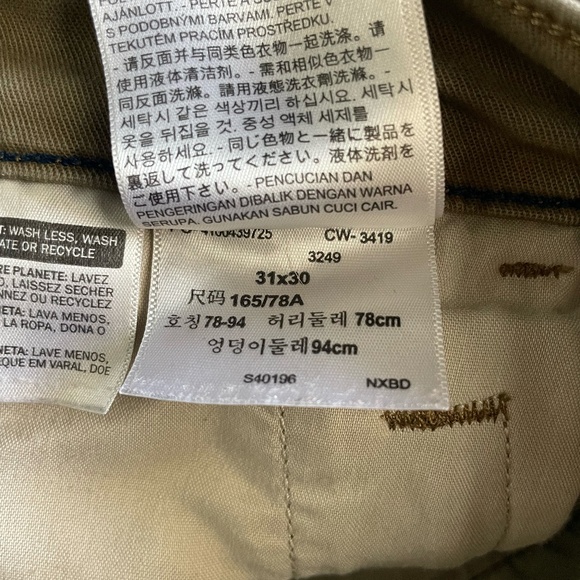 AJÁNLOTT - PERTE A
S PODOBNÝMI BARVAMI. PERTE V
TEKUTÉM PRACÍM PROSTŘEDKU.
- 请反面并与同类色衣物一起洗涤。请
使用液体清洁剂。- 需和相似色衣物一
同反面洗滌。請用液態洗衣劑洗滌。-
세탁시 같은 색상끼리 하십시요. 세탁시
옷을 뒤집을 것. 중성 액체 세제를
사용하세요. - 同じ色物と一緒に製品を
裏返して洗ってください。液体洗剤を
ご使用下さい。- PENCUCIAN DAN
PENGERINGAN DIBALIK DENGAN WARNA
SERUPA. GUNAKAN SABUN CUCI CAIR.
: WASH LESS, WASH
ATE OR RECYCLE
RE PLANETE: LAVEZ
LAISSEZ SÉCHER
NNEZ OU RECYCLEZ
ETA: LAVA MENOS,
LA ROPA, DONA O
NETA: LAVE MENOS,
EQUE EM VARAL, DOE
4100439725 CW- 3419
3249
31x30
尺码 165/78A
호칭 78-94 허리둘레 78cm
엉덩이둘레 94cm
S40196 NXBD